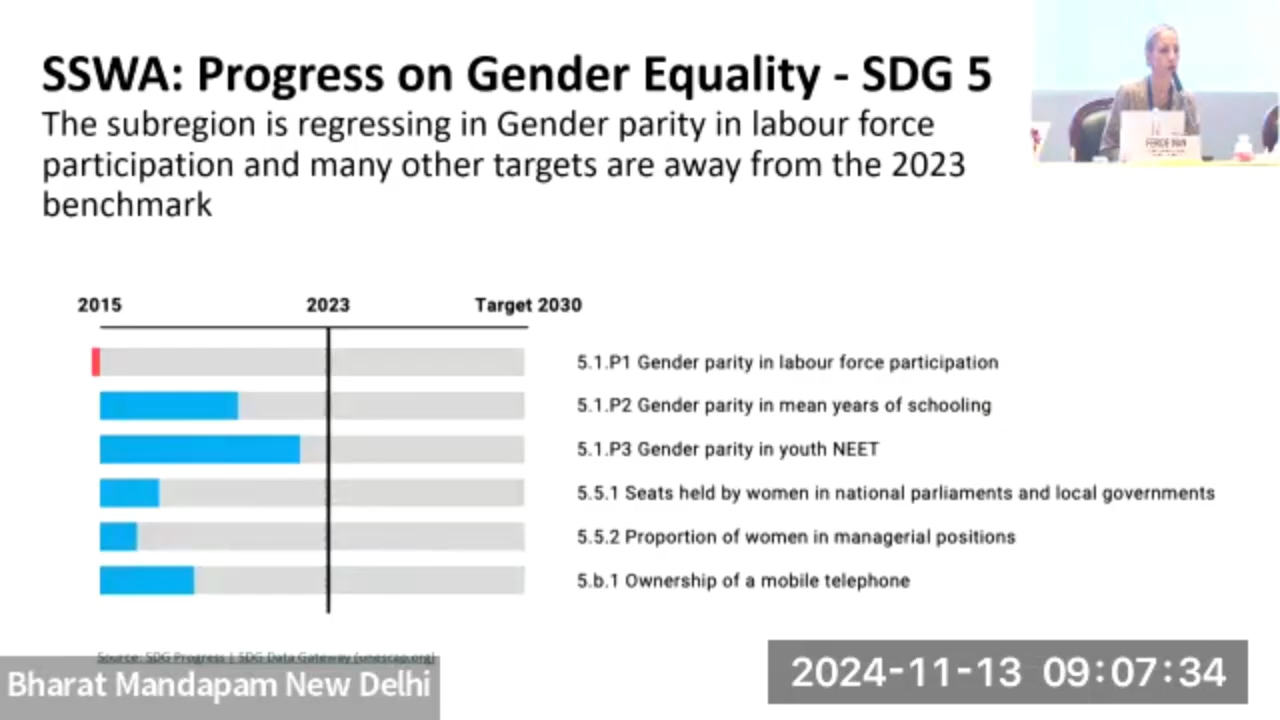 SSWA: Progress on Gender Equality - SDG 5
The subregion is regressing in Gender parity in labour force
participation and many other targets are away from the 2023
benchmark
2015 2023 Target 2030
5.1.P1 Gender parity in labour force participation
5.1.P2 Gender parity in mean years of schooling
5.1.P3 Gender parity in youth NEET
5.5.1 Seats held by women in national parliaments and local governments
5.5.2 Proportion of women in managerial positions
5.b.1 Ownership of a mobile telephone
Source: SDG Progress | SDG Data Gateway (unescap.org)
Bharat Mandapam New Delhi
2024-11-13 09:07:34